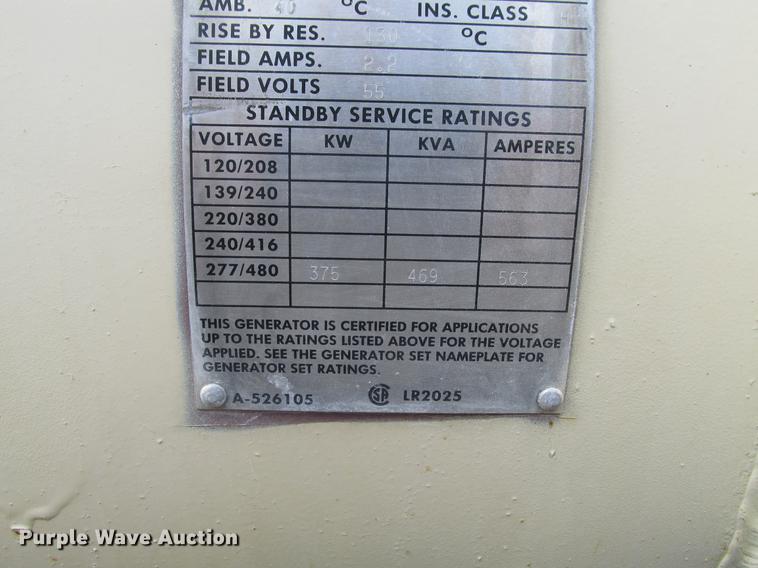 AMB. 40 °C INS. CLASS H
RISE BY RES. 130 °C
FIELD AMPS. 2.2
FIELD VOLTS 55
STANDBY SERVICE RATINGS
VOLTAGE KW KVA AMPERES
120/208
139/240
220/380
240/416
277/480 375 469 563
THIS GENERATOR IS CERTIFIED FOR APPLICATIONS
UP TO THE RATINGS LISTED ABOVE FOR THE VOLTAGE
APPLIED. SEE THE GENERATOR SET NAMEPLATE FOR
GENERATOR SET RATINGS.
A-526105 SA LR2025
Purple Wave Auction